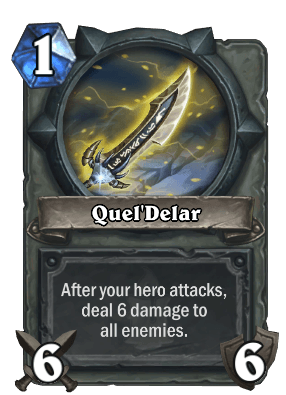 1
Quel'Delar
After your hero attacks,
deal 6 damage to
all enemies.
6 6